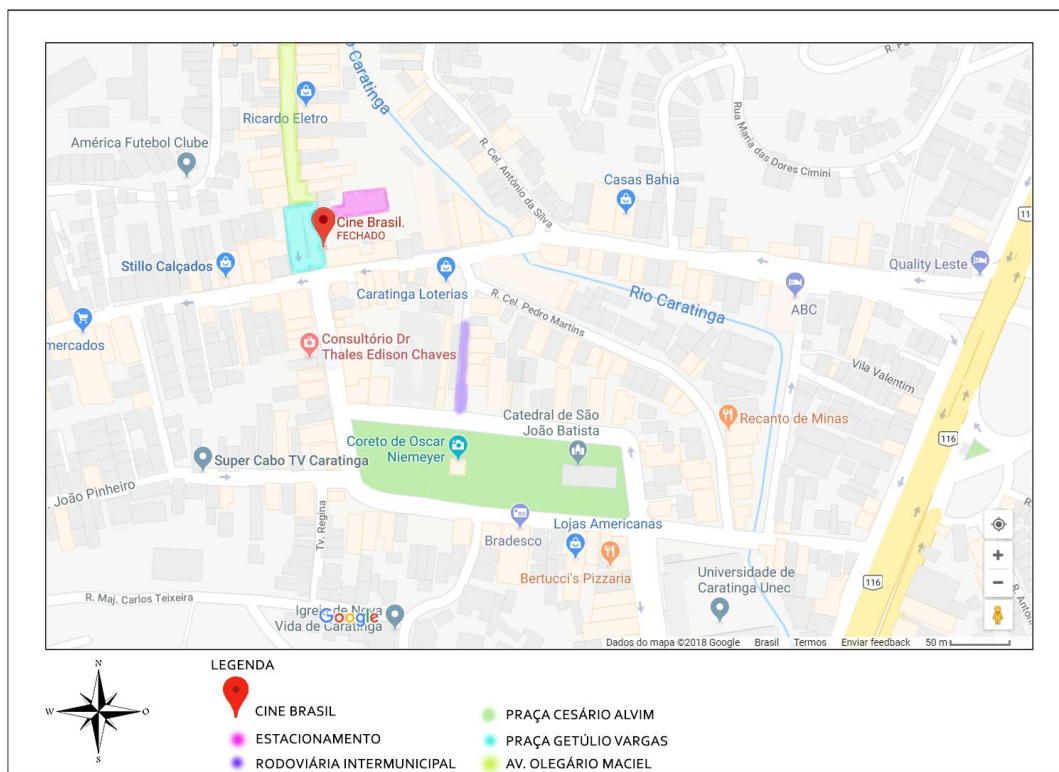 Rio Caratinga
Ricardo Eletro
América Futebol Clube
R. Cel. Antônio da Silva
Rua Maria das Dores Cimini
Casas Bahia
116
Cine Brasil.
FECHADO
Stillo Calçados
Quality Leste
Caratinga Loterias
Rio Caratinga
ABC
R. Cel. Pedro Martins
mercados
Consultório Dr
Thales Edison Chaves
Vila Valentim
Catedral de São
João Batista
Recanto de Minas
Coreto de Oscar
Niemeyer
116
Super Cabo TV Caratinga
João Pinheiro
Tv. Regina
Bradesco
Lojas Americanas
Bertucci's Pizzaria
Universidade de
Caratinga Unec
116
R. Maj. Carlos Teixeira
Igreja de Nova
Vida de Caratinga
Google
Dados do mapa ©2018 Google Brasil Termos Enviar feedback 50 m
LEGENDA
N
W O
S
CINE BRASIL
ESTACIONAMENTO
RODOVIÁRIA INTERMUNICIPAL
PRAÇA CESÁRIO ALVIM
PRAÇA GETÚLIO VARGAS
AV. OLEGÁRIO MACIEL